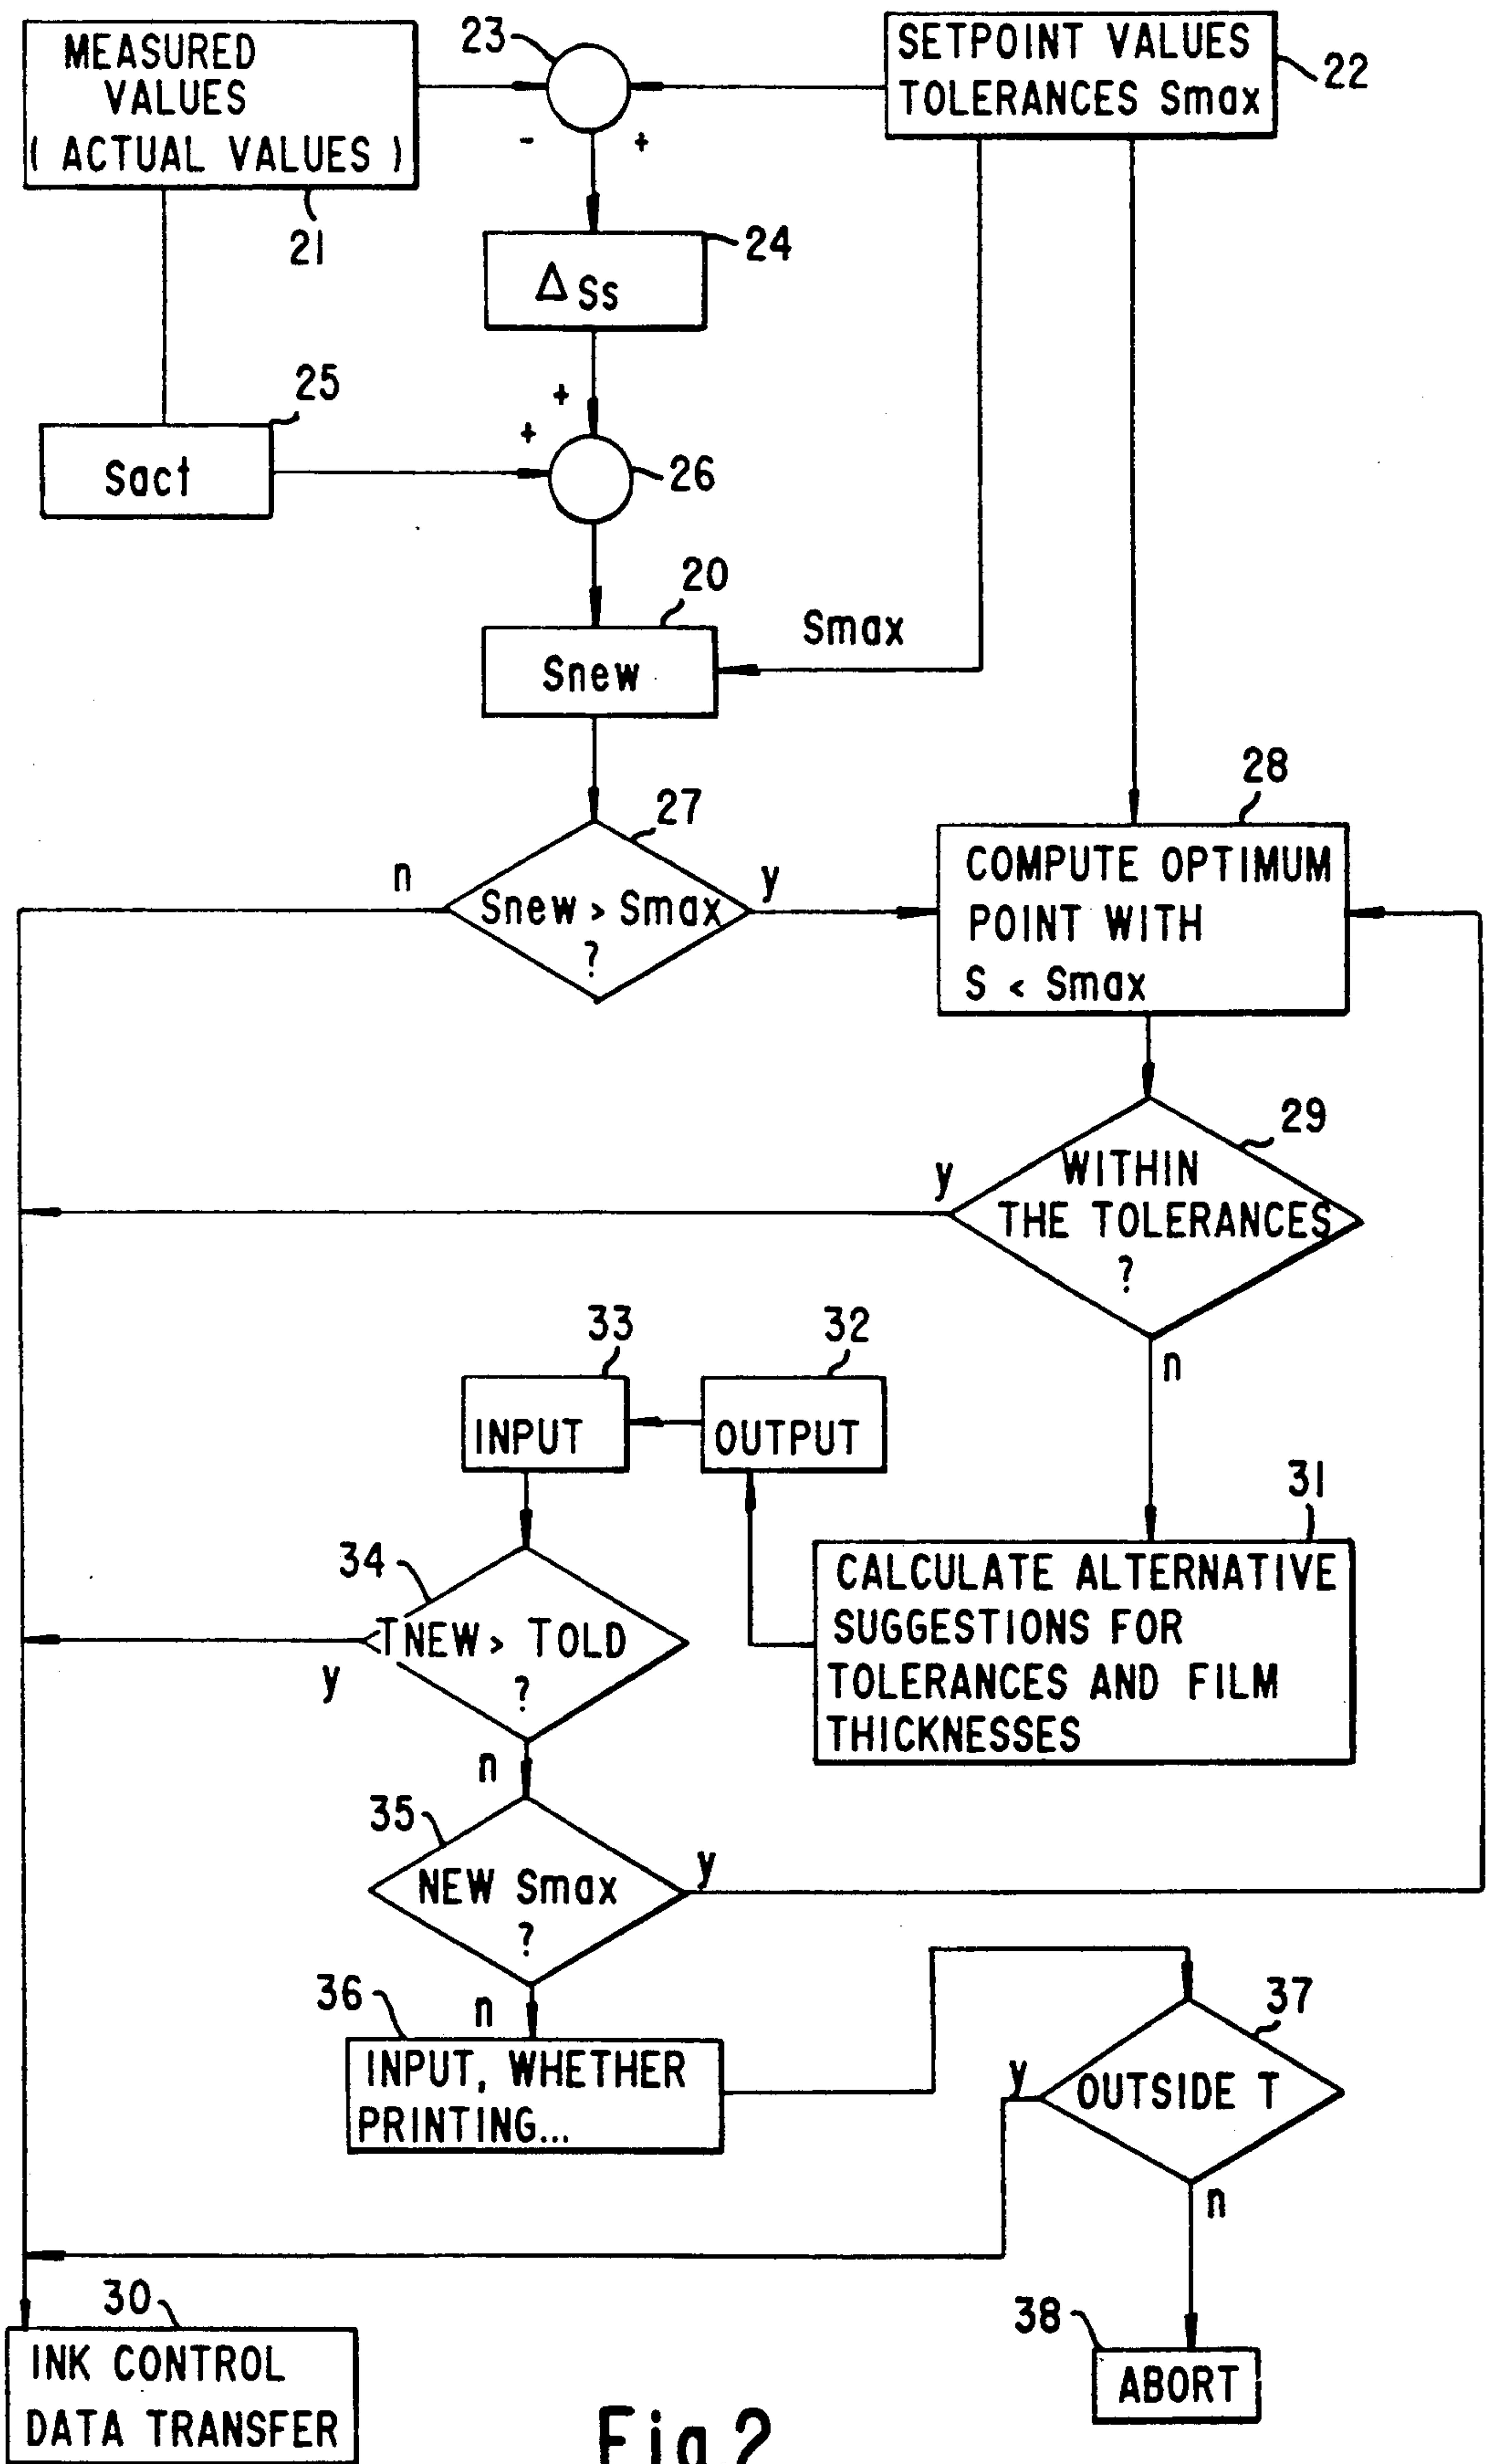 MEASURED
VALUES
( ACTUAL VALUES )
21
23
SETPOINT VALUES
TOLERANCES Smax
22
- +
24
Δ Ss
25
Sact
+
+
26
20
Snew
Smax
27
n
y
Snew > Smax
?
28
COMPUTE OPTIMUM
POINT WITH
S < Smax
29
y
WITHIN
THE TOLERANCES
?
n
33
INPUT
32
OUTPUT
31
CALCULATE ALTERNATIVE
SUGGESTIONS FOR
TOLERANCES AND FILM
THICKNESSES
34
TNEW > TOLD
?
y
n
35
NEW Smax
?
y
n
36
INPUT, WHETHER
PRINTING...
37
y
OUTSIDE T
n
30
INK CONTROL
DATA TRANSFER
38
ABORT
Fig.2